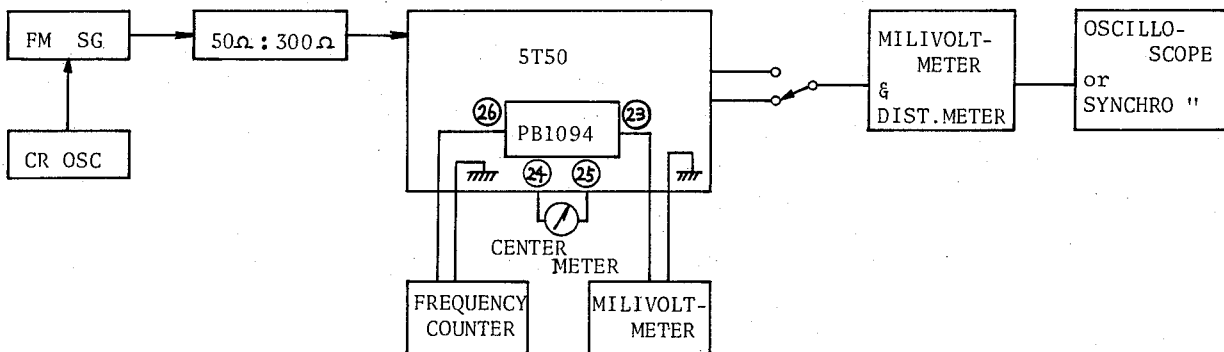 FM SG
50Ω : 300Ω
CR OSC
5T50
PB1094
26
23
24
25
CENTER
METER
FREQUENCY
COUNTER
MILIVOLT-
METER
MILIVOLT-
METER
&
DIST.METER
OSCILLO-
SCOPE
or
SYNCHRO "